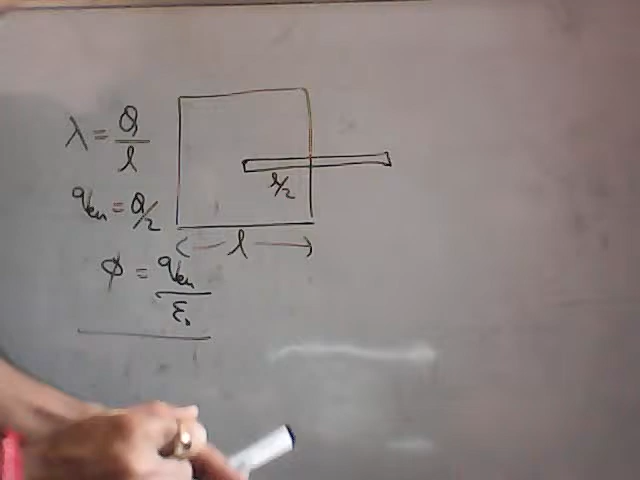 λ = Q/l
l/2
q_en = Q/2
l
φ = q_en/ε₀